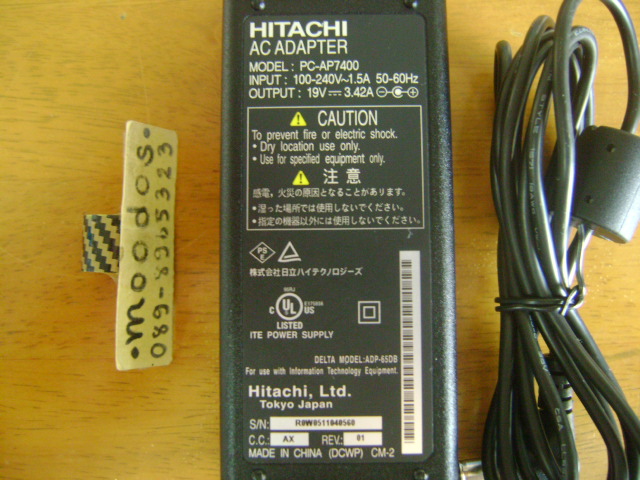 HITACHI
AC ADAPTER
MODEL : PC-AP7400
INPUT : 100-240V~1.5A 50-60Hz
OUTPUT : 19V⎓3.42A
CAUTION
To prevent fire or electric shock.
• Dry location use only.
• Use for specified equipment only.
注 意
感電、火災の原因となることがあります。
• 湿った場所では使用しないでください。
• 指定の機器以外には使用しないでください。
PS
E
株式会社日立ハイテクノロジーズ
91RJ
E175806
C UL US
LISTED
ITE POWER SUPPLY
DELTA MODEL:ADP-65DB
For use with Information Technology Equipment.
Hitachi, Ltd.
Tokyo Japan
S/N: R0W0511040560
C.C.: AX REV.: 01
MADE IN CHINA (DCWP) CM-2
•moodos•
089-8965323